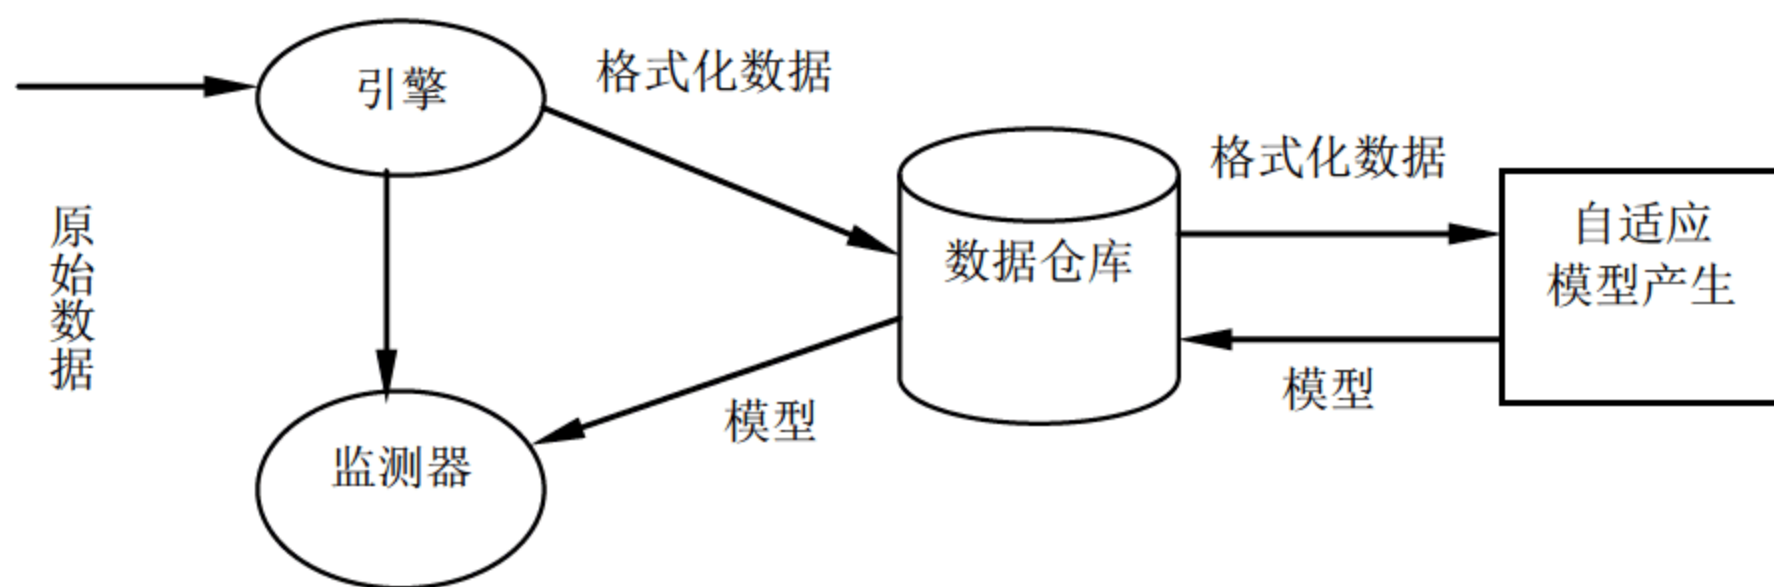 引擎
格式化数据
原始数据
数据仓库
格式化数据
自适应
模型产生
监测器
模型
模型